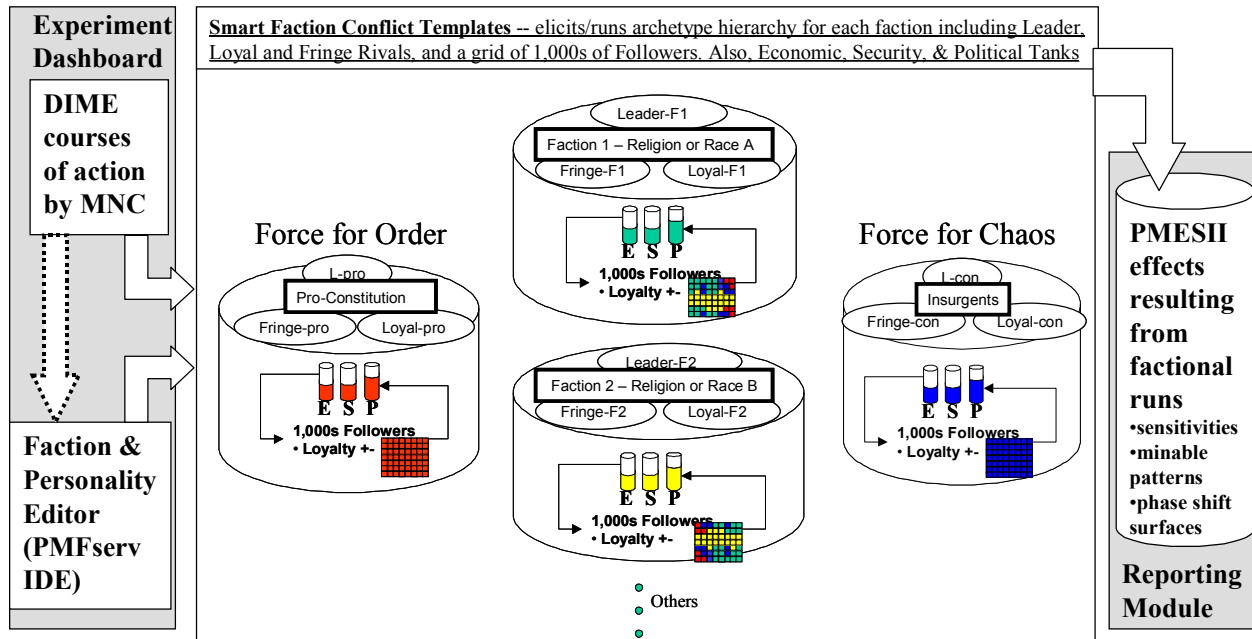 Experiment
Dashboard
DIME
courses
of action
by MNC
Faction &
Personality
Editor
(PMFserv
IDE)
Smart Faction Conflict Templates -- elicits/runs archetype hierarchy for each faction including Leader,
Loyal and Fringe Rivals, and a grid of 1,000s of Followers. Also, Economic, Security, & Political Tanks
Force for Order
L-pro
Pro-Constitution
Fringe-pro
Loyal-pro
E S P
1,000s Followers
• Loyalty +-
Leader-F1
Faction 1 – Religion or Race A
Fringe-F1
Loyal-F1
E S P
1,000s Followers
• Loyalty +-
Leader-F2
Faction 2 – Religion or Race B
Fringe-F2
Loyal-F2
E S P
1,000s Followers
• Loyalty +-
Others
Force for Chaos
L-con
Insurgents
Fringe-con
Loyal-con
E S P
1,000s Followers
• Loyalty +-
PMESII
effects
resulting
from
factional
runs
•sensitivities
•minable
patterns
•phase shift
surfaces
Reporting
Module